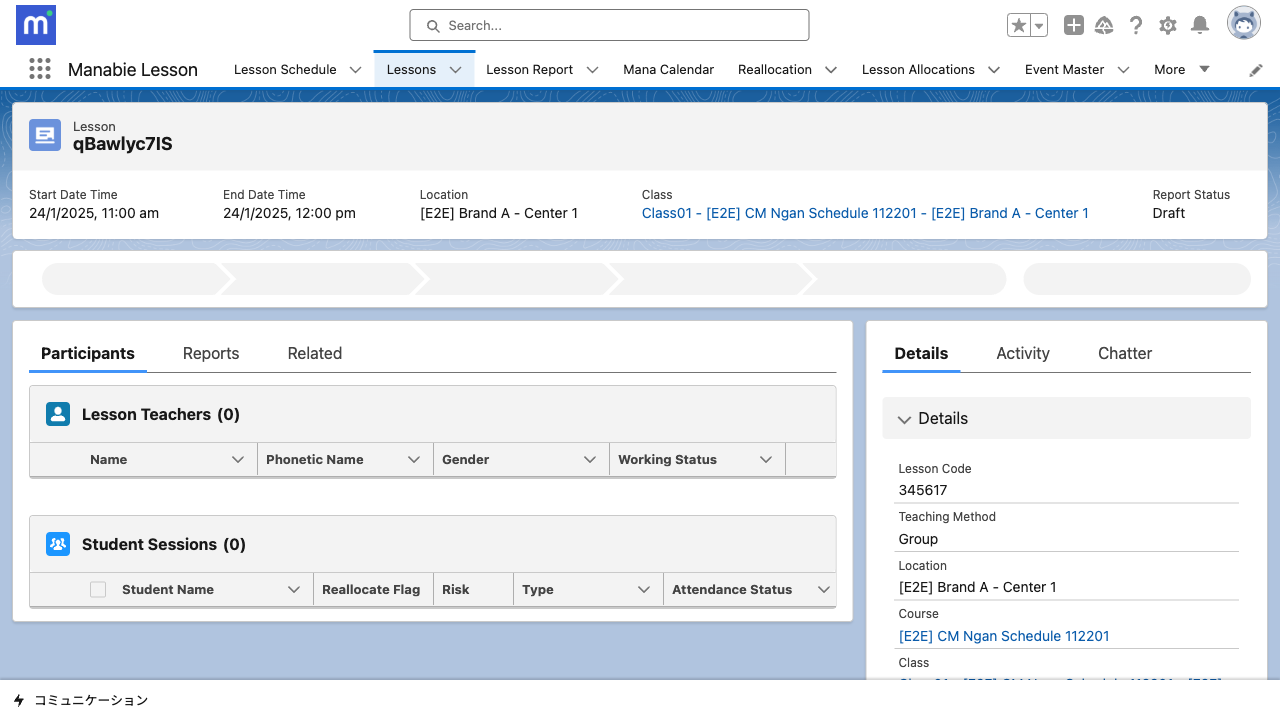 m
Search...
Manabie Lesson
Lesson Schedule
Lessons
Lesson Report
Mana Calendar
Reallocation
Lesson Allocations
Event Master
More
Lesson
qBawlyc7IS
Start Date Time
24/1/2025, 11:00 am
End Date Time
24/1/2025, 12:00 pm
Location
[E2E] Brand A - Center 1
Class
Class01 - [E2E] CM Ngan Schedule 112201 - [E2E] Brand A - Center 1
Report Status
Draft
Participants
Reports
Related
Lesson Teachers (0)
Name
Phonetic Name
Gender
Working Status
Student Sessions (0)
Student Name
Reallocate Flag
Risk
Type
Attendance Status
Details
Activity
Chatter
Details
Lesson Code
345617
Teaching Method
Group
Location
[E2E] Brand A - Center 1
Course
[E2E] CM Ngan Schedule 112201
Class
コミュニケーション